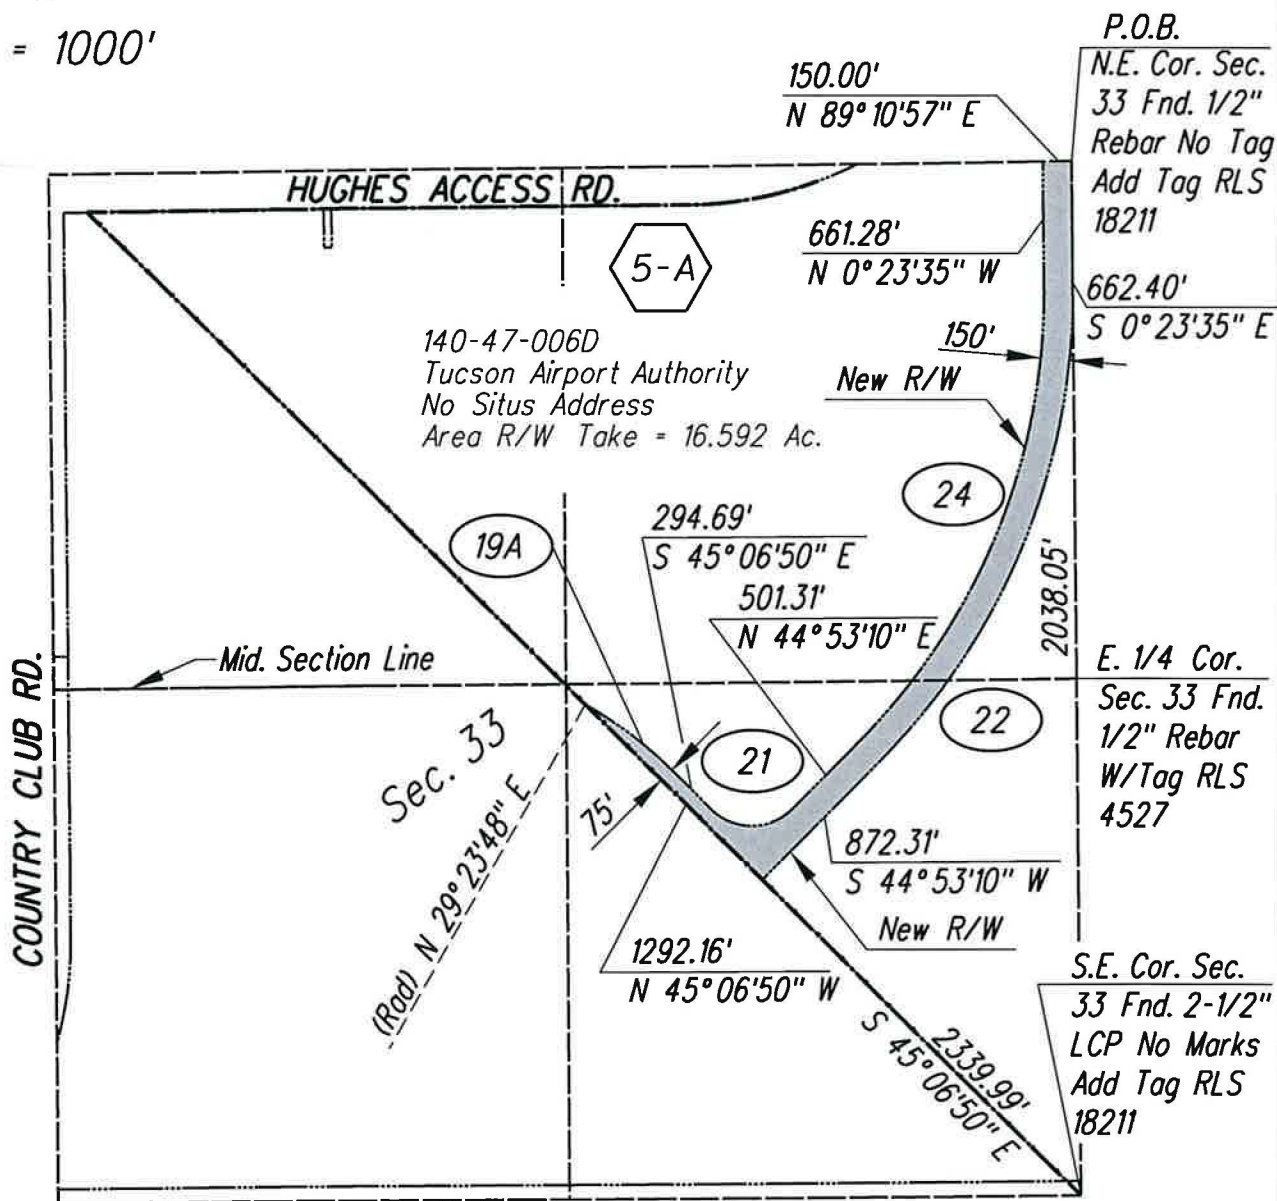 = 1000'
P.O.B.
N.E. Cor. Sec.
33 Fnd. 1/2"
Rebar No Tag
Add Tag RLS
18211
150.00'
N 89°10'57" E
HUGHES ACCESS RD.
5-A
661.28'
N 0°23'35" W
662.40'
S 0°23'35" E
140-47-006D
Tucson Airport Authority
No Situs Address
Area R/W Take = 16.592 Ac.
150'
New R/W
24
19A
294.69'
S 45°06'50" E
501.31'
N 44°53'10" E
2038.05'
Mid. Section Line
E. 1/4 Cor.
Sec. 33 Fnd.
1/2" Rebar
W/Tag RLS
4527
COUNTRY CLUB RD.
Sec. 33
22
21
75'
(Rad) N 29°23'48" E
872.31'
S 44°53'10" W
New R/W
1292.16'
N 45°06'50" W
S.E. Cor. Sec.
33 Fnd. 2-1/2"
LCP No Marks
Add Tag RLS
18211
2339.99'
S 45°06'50" E